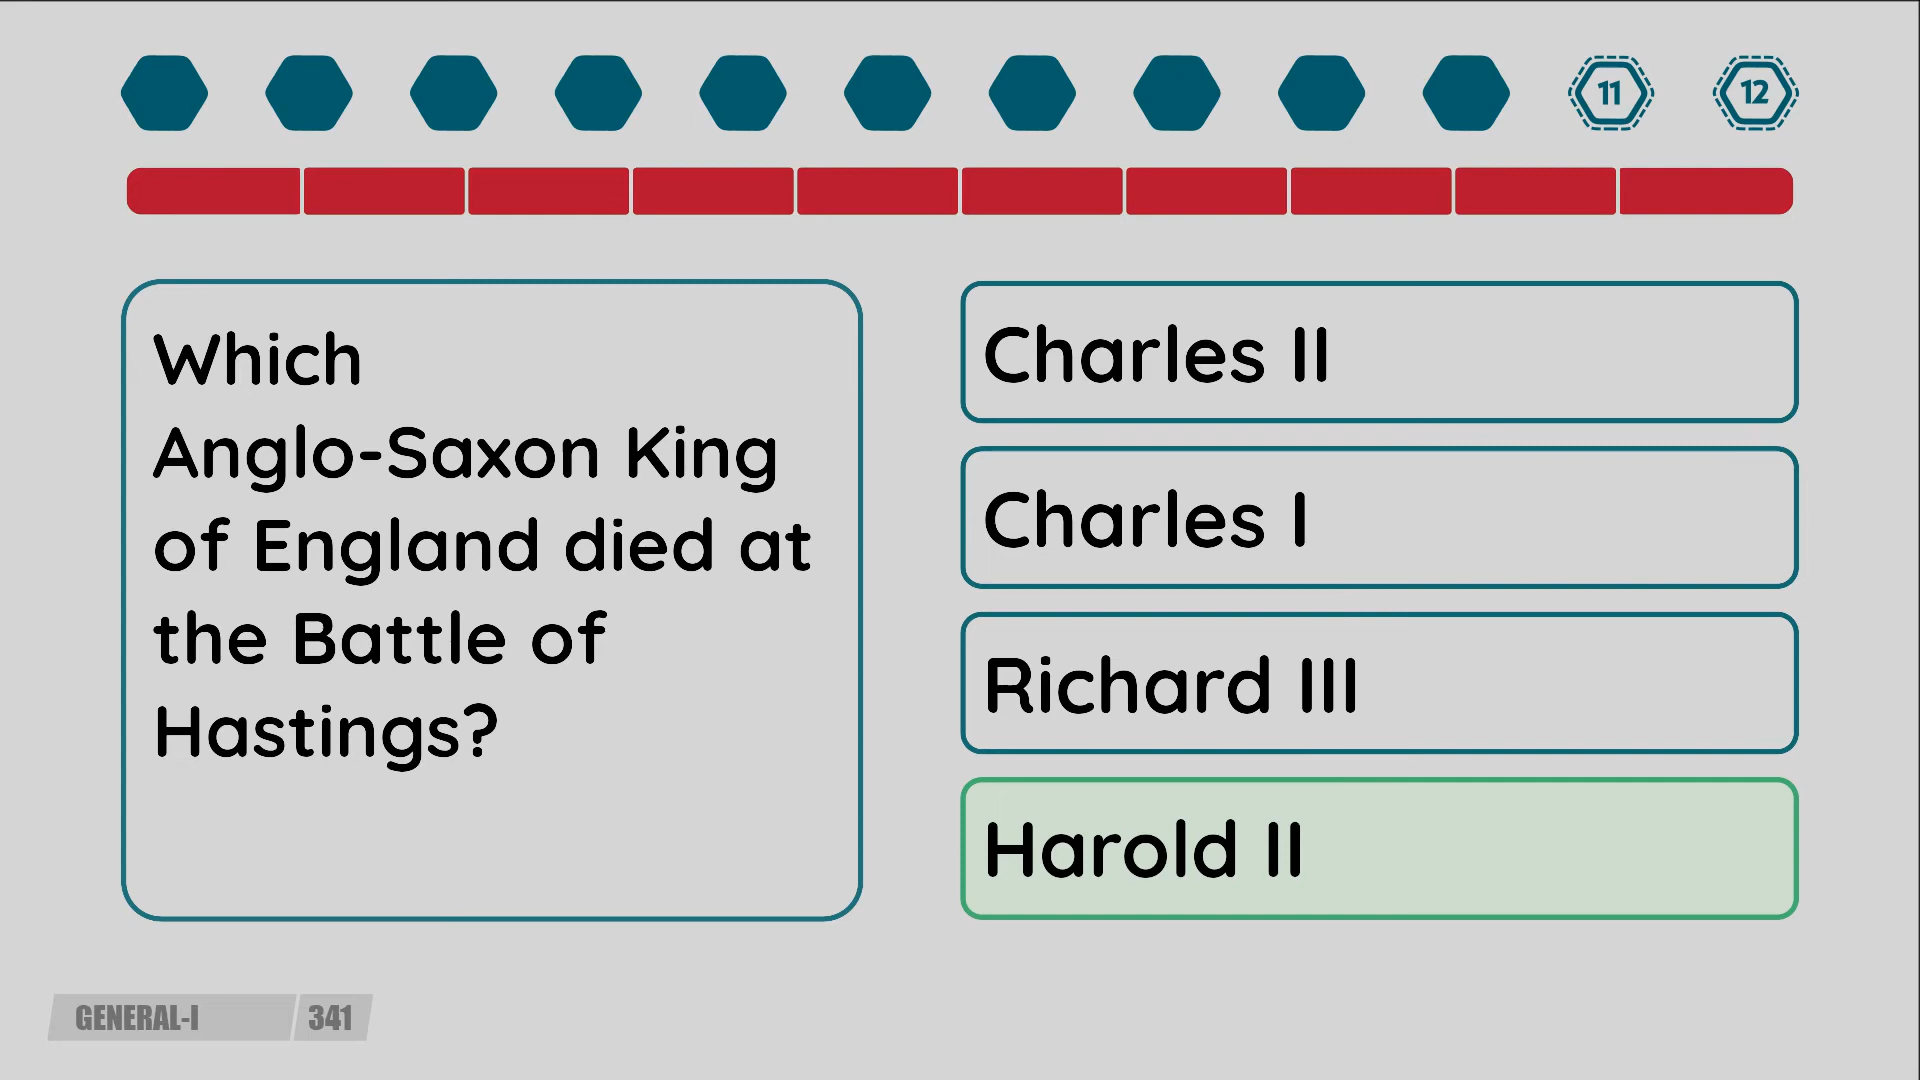 11
12
Which
Anglo-Saxon King
of England died at
the Battle of
Hastings?
Charles II
Charles I
Richard III
Harold II
GENERAL-I 341